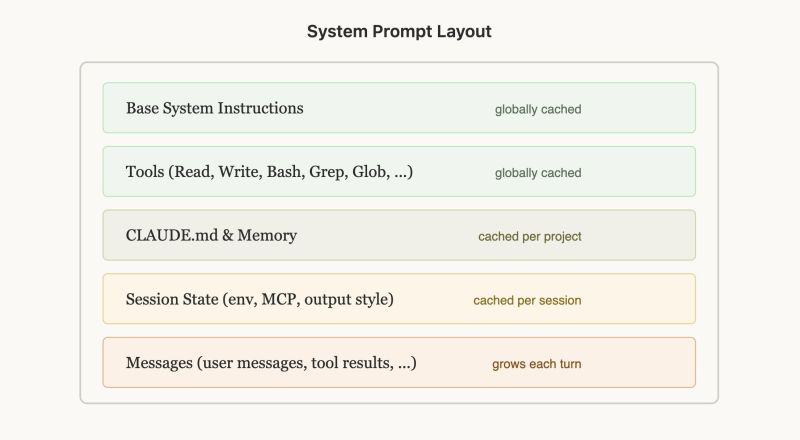 System Prompt Layout
Base System Instructions globally cached
Tools (Read, Write, Bash, Grep, Glob, ...) globally cached
CLAUDE.md & Memory cached per project
Session State (env, MCP, output style) cached per session
Messages (user messages, tool results, ...) grows each turn